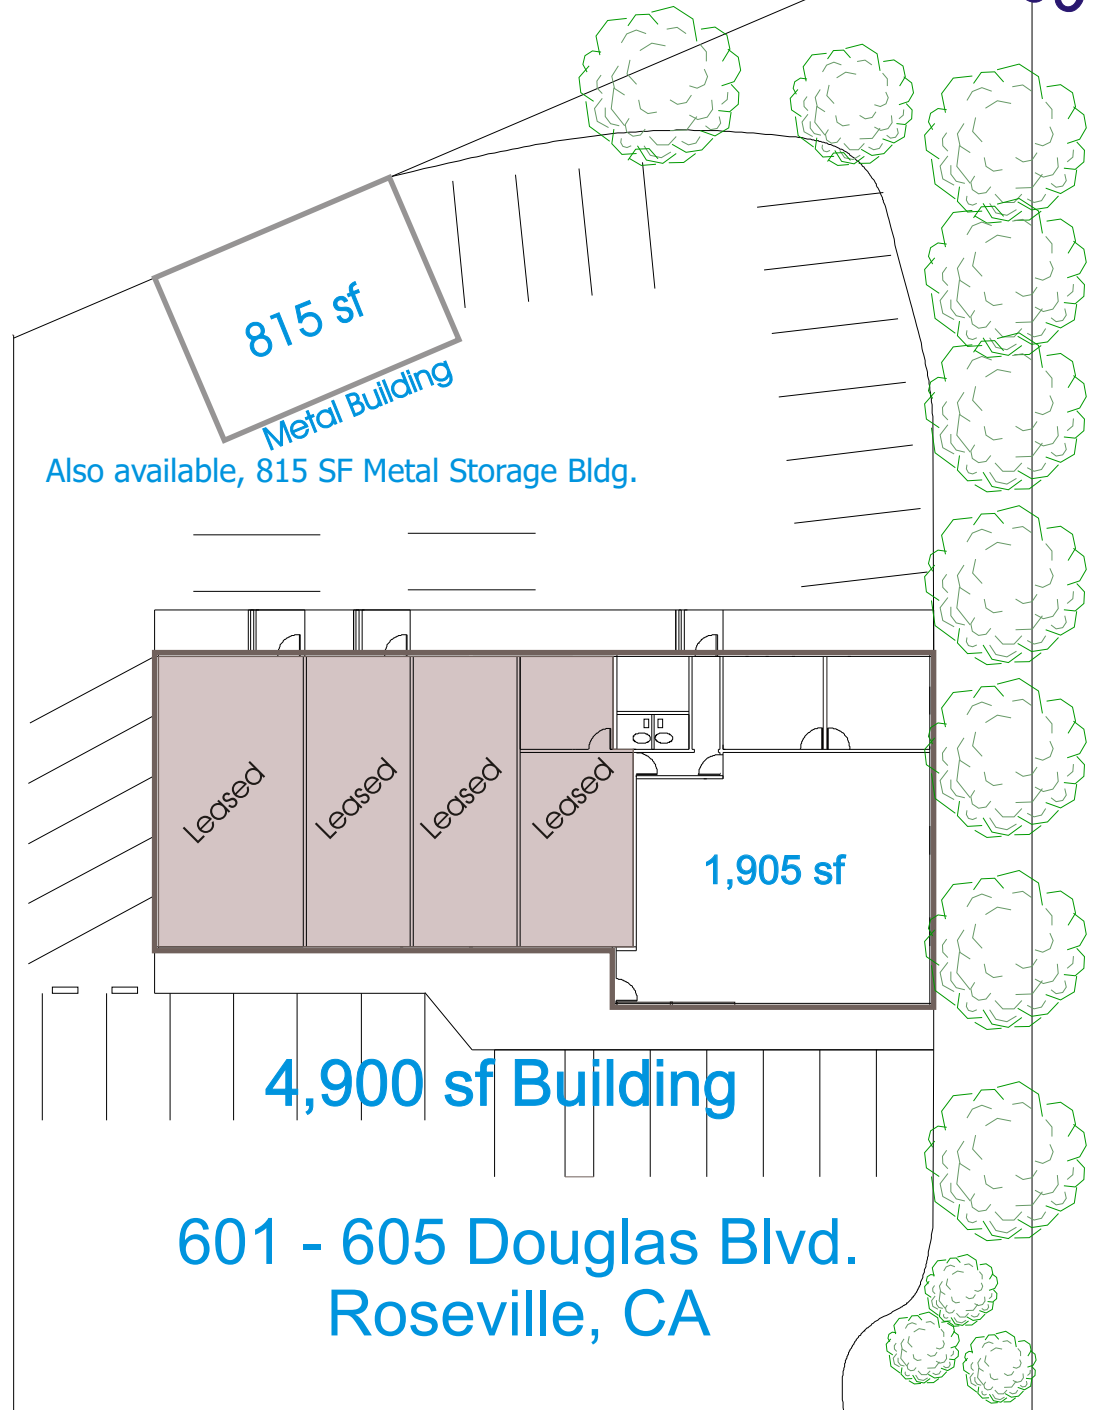 815 sf
Metal Building
Also available, 815 SF Metal Storage Bldg.
Leased
Leased
Leased
Leased
1,905 sf
4,900 sf Building
601 - 605 Douglas Blvd.
Roseville, CA